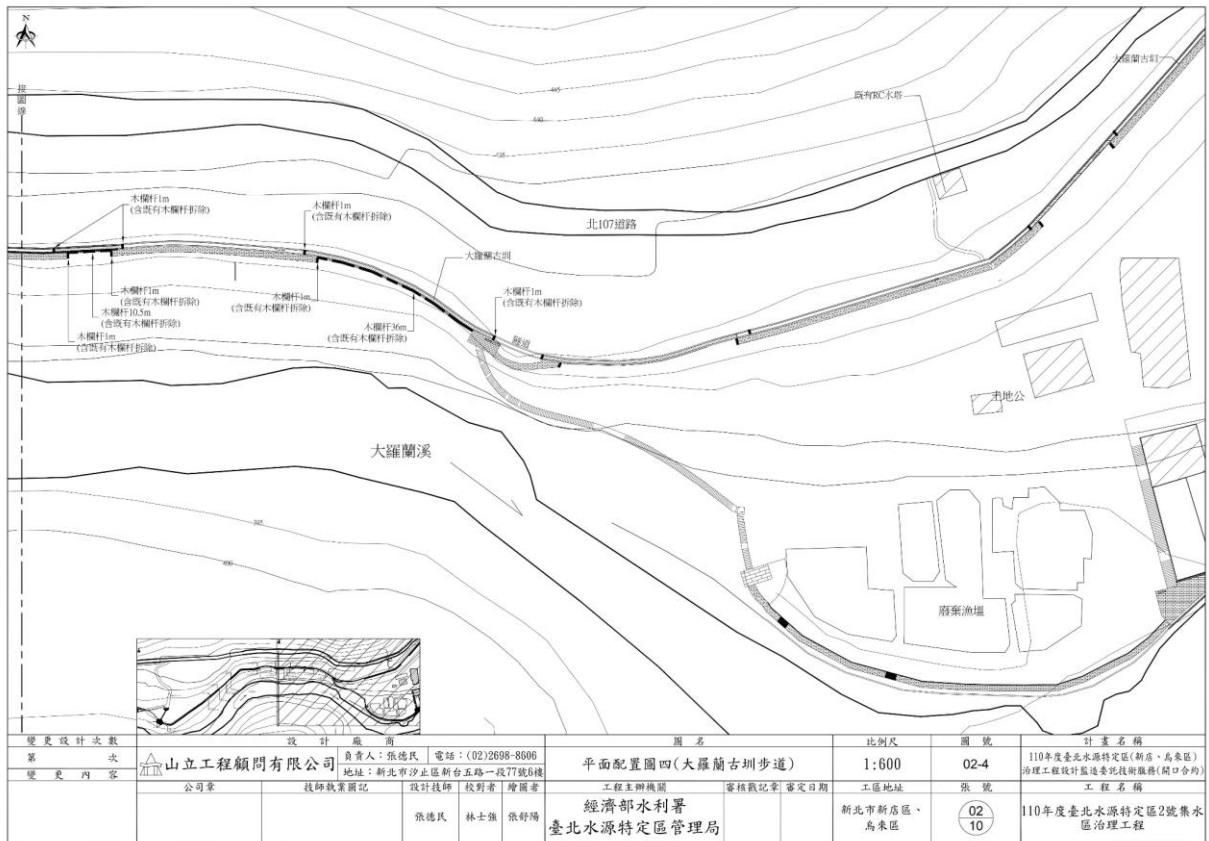 N
接圖線
445
440
435
大羅蘭古圳
既有RC水塔
木欄杆1m
(含既有木欄杆拆除)
木欄杆1m
(含既有木欄杆拆除)
北107道路
大羅蘭古圳
木欄杆1m
(含既有木欄杆拆除)
木欄杆10.5m
(含既有木欄杆拆除)
木欄杆1m
(含既有木欄杆拆除)
木欄杆1m
(含既有木欄杆拆除)
木欄杆36m
(含既有木欄杆拆除)
木欄杆1m
(含既有木欄杆拆除)
隧道
土地公
大羅蘭溪
395
400
廢棄漁塭
變更設計次數
第 次
變更內容
設計廠商
山立工程顧問有限公司
負責人：張德民 電話：(02)2698-8606
地址：新北市汐止區新台五路一段77號6樓
公司章
技師執業圖記
設計技師
張德民
校對者
林士強
繪圖者
張舒陽
圖名
平面配置圖四(大羅蘭古圳步道)
工程主辦機關
經濟部水利署
臺北水源特定區管理局
審核戳記章
審定日期
比例尺
1:600
工區地址
新北市新店區、
烏來區
圖號
02-4
張號
02
10
計畫名稱
110年度臺北水源特定區(新店、烏來區)
治理工程設計監造委託技術服務(開口合約)
工程名稱
110年度臺北水源特定區2號集水
區治理工程